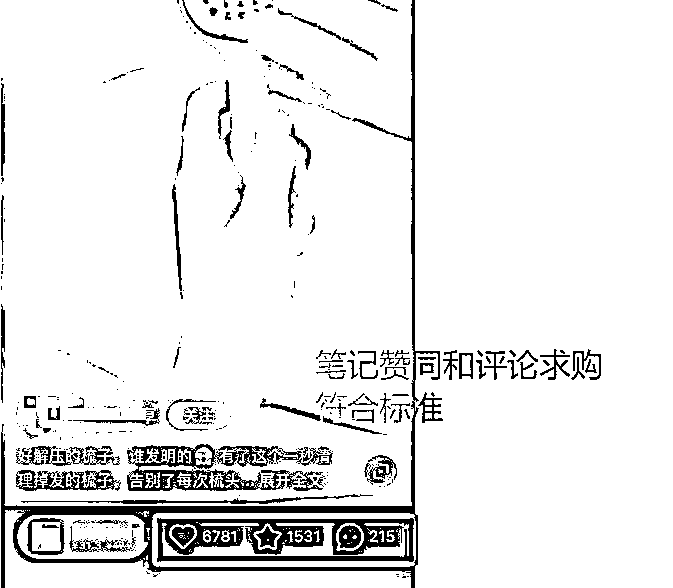 笔记赞同和评论求购
符合标准
关注
好解压的梳子，谁发明的 有了这个一秒清
理掉发的梳子，告别了每次梳头...展开全文
6781 1531 215